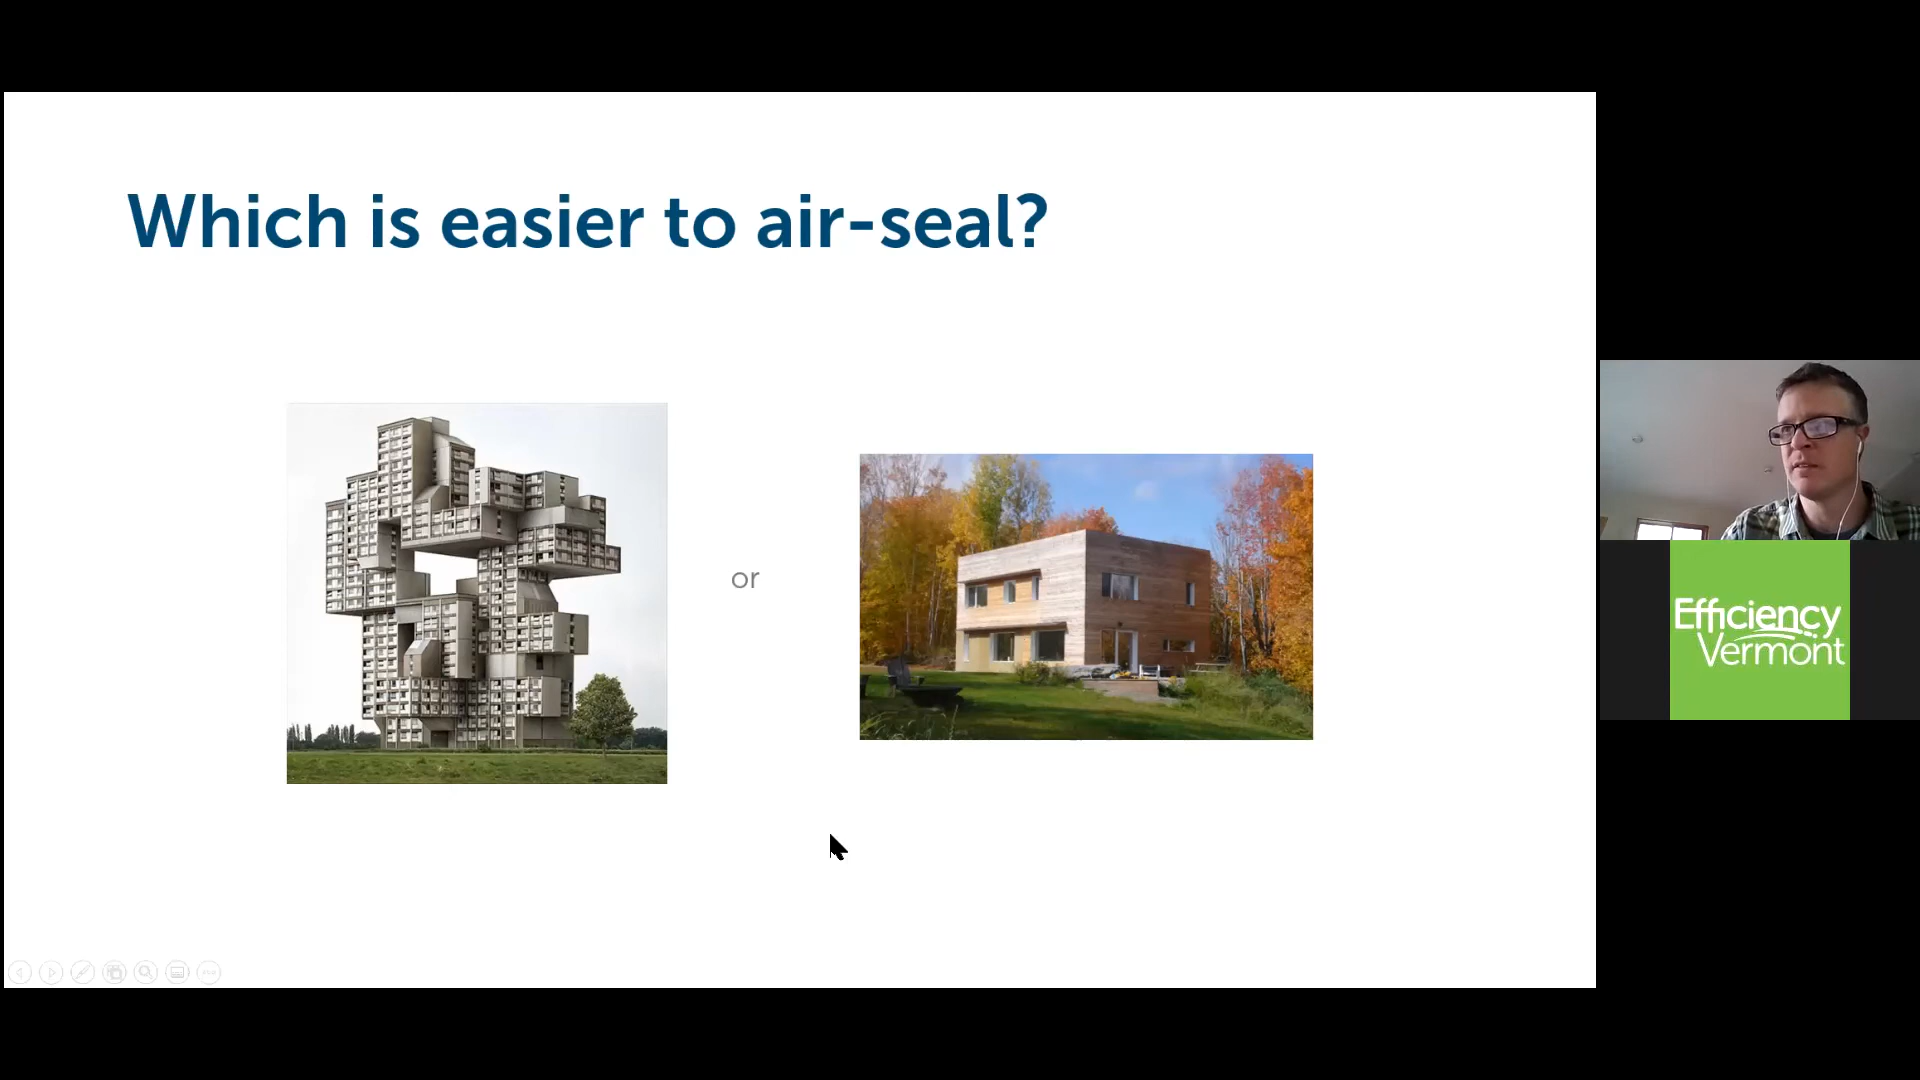 Which is easier to air-seal?
or
Efficiency
Vermont